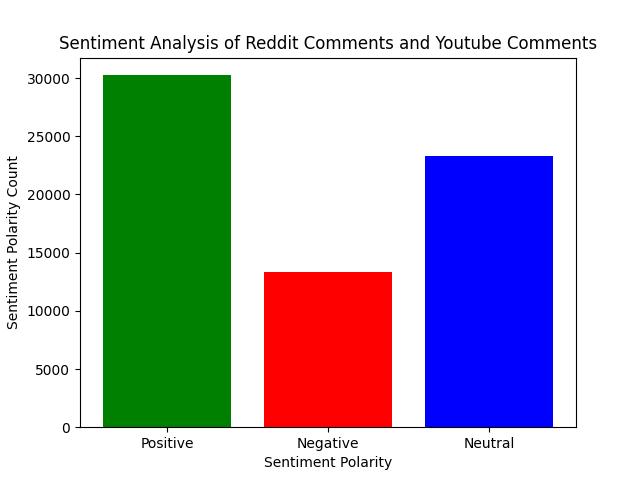 Sentiment Analysis of Reddit Comments and Youtube Comments
30000
25000
20000
15000
10000
5000
0
Sentiment Polarity Count
Positive
Negative
Neutral
Sentiment Polarity